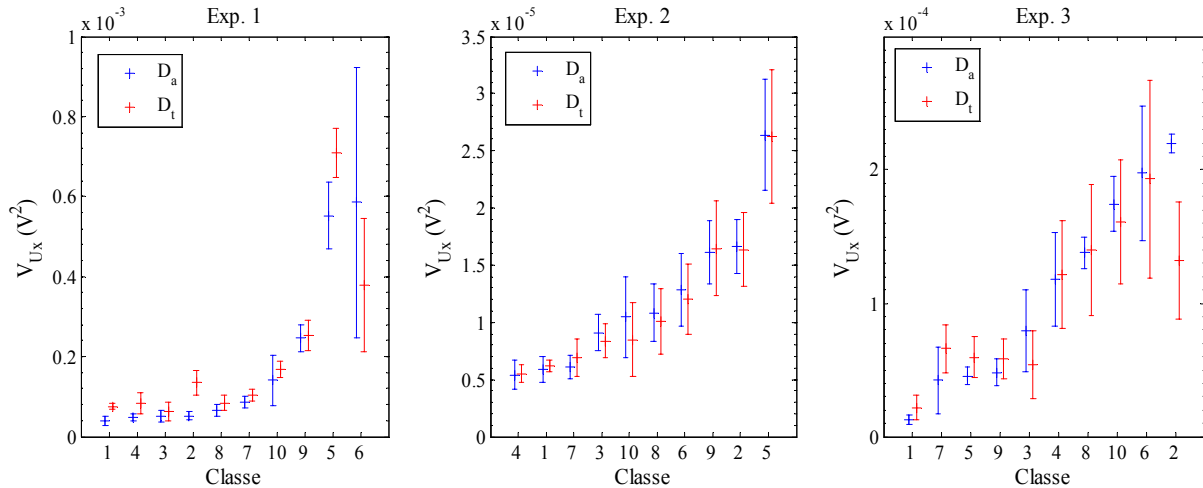 Exp. 1
x 10^-3
D_a
D_t
V_Ux (V^2)
1
0.8
0.6
0.4
0.2
0
1 4 3 2 8 7 10 9 5 6
Classe
Exp. 2
x 10^-5
D_a
D_t
V_Ux (V^2)
3.5
3
2.5
2
1.5
1
0.5
0
4 1 7 3 10 8 6 9 2 5
Classe
Exp. 3
x 10^-4
D_a
D_t
V_Ux (V^2)
2
1
0
1 7 5 9 3 4 8 10 6 2
Classe